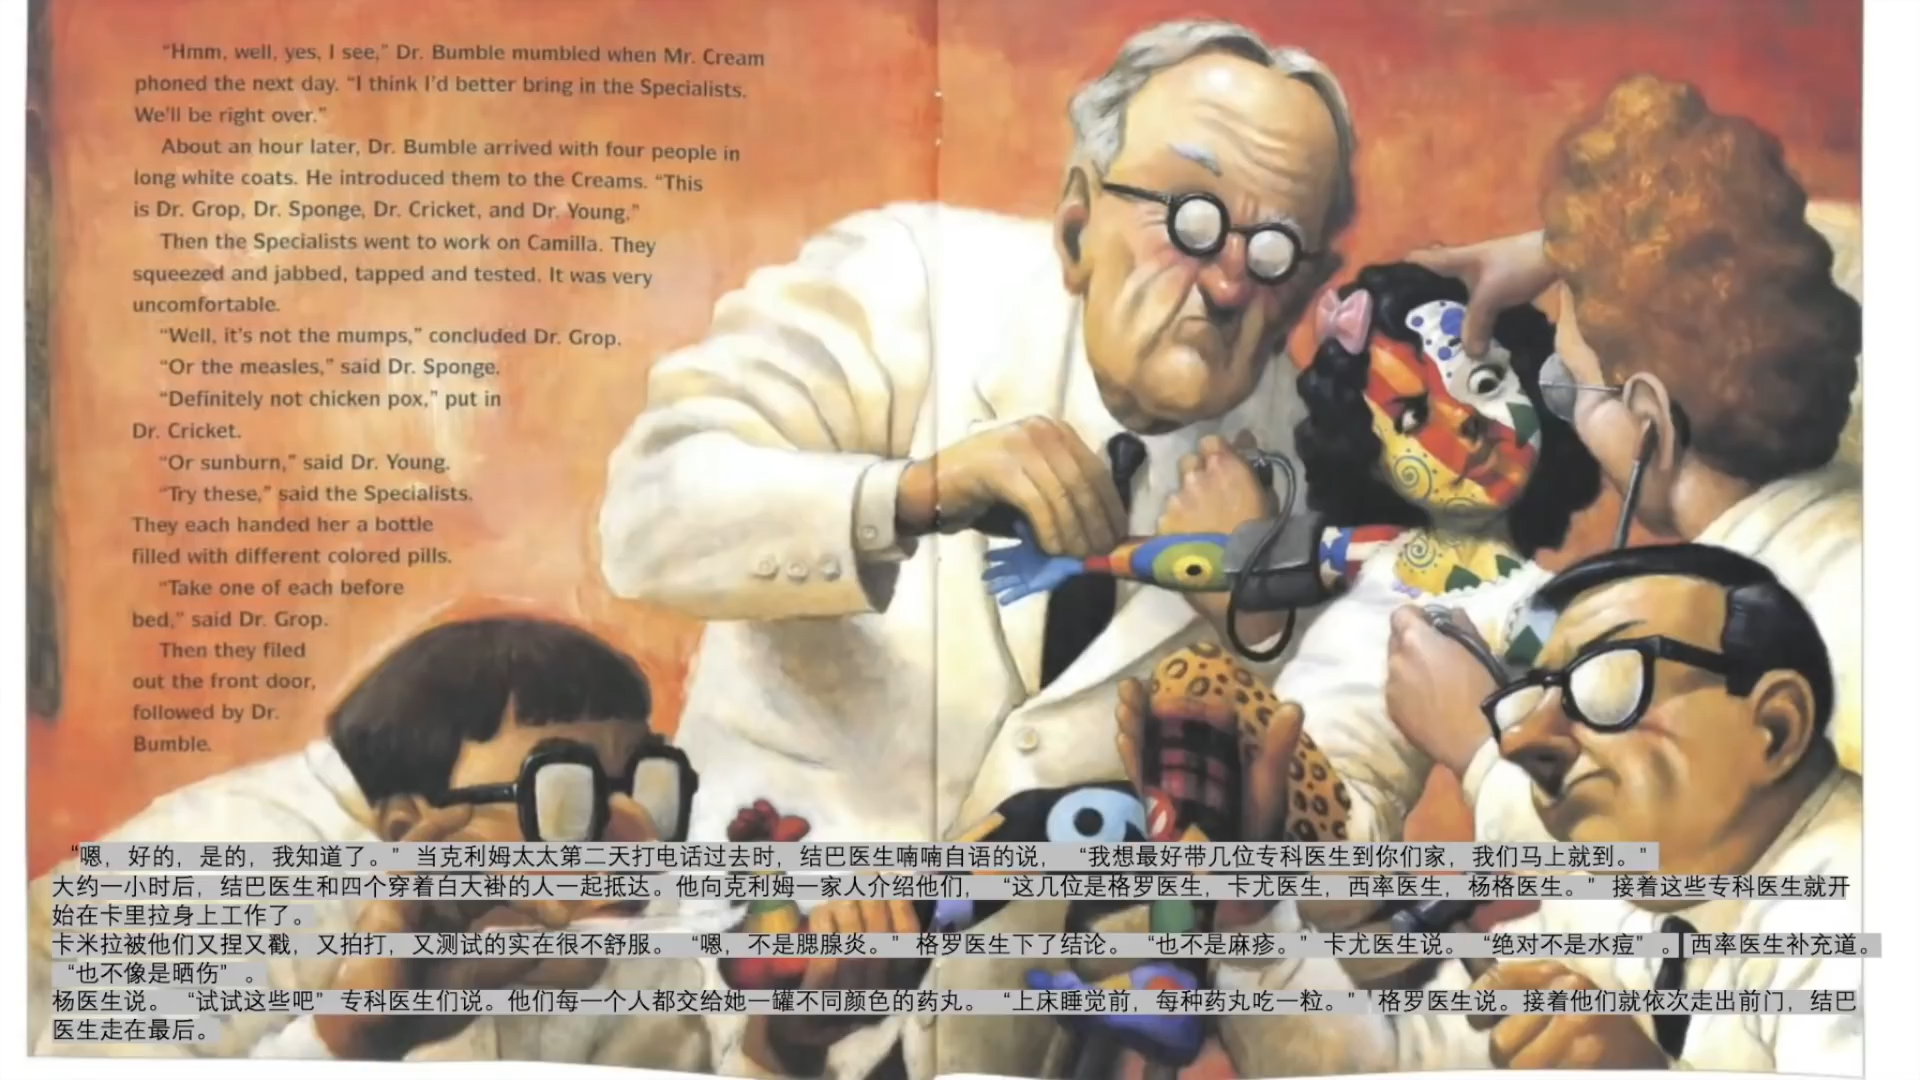 “Hmm, well, yes, I see,” Dr. Bumble mumbled when Mr. Cream
phoned the next day. “I think I’d better bring in the Specialists.
We’ll be right over.”
About an hour later, Dr. Bumble arrived with four people in
long white coats. He introduced them to the Creams. “This
is Dr. Grop, Dr. Sponge, Dr. Cricket, and Dr. Young.”
Then the Specialists went to work on Camilla. They
squeezed and jabbed, tapped and tested. It was very
uncomfortable.
“Well, it’s not the mumps,” concluded Dr. Grop.
“Or the measles,” said Dr. Sponge.
“Definitely not chicken pox,” put in
Dr. Cricket.
“Or sunburn,” said Dr. Young.
“Try these,” said the Specialists.
They each handed her a bottle
filled with different colored pills.
“Take one of each before
bed,” said Dr. Grop.
Then they filed
out the front door,
followed by Dr.
Bumble.
“嗯，好的，是的，我知道了。” 当克利姆太太第二天打电话过去时，结巴医生喃喃自语的说， “我想最好带几位专科医生到你们家，我们马上就到。”
大约一小时后，结巴医生和四个穿着白大褂的人一起抵达。他向克利姆一家人介绍他们， “这几位是格罗医生，卡尤医生，西率医生，杨格医生。” 接着这些专科医生就开
始在卡里拉身上工作了。
卡米拉被他们又捏又戳，又拍打，又测试的实在很不舒服。 “嗯，不是腮腺炎。” 格罗医生下了结论。 “也不是麻疹。” 卡尤医生说。 “绝对不是水痘” 。 西率医生补充道。
“也不像是晒伤” 。
杨医生说。 “试试这些吧” 专科医生们说。他们每一个人都交给她一罐不同颜色的药丸。 “上床睡觉前，每种药丸吃一粒。” 格罗医生说。接着他们就依次走出前门，结巴
医生走在最后。